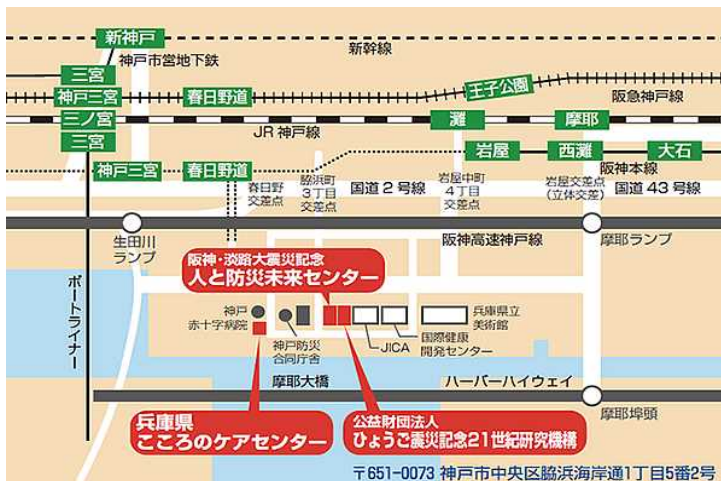 新神戸
新幹線
神戸市営地下鉄
三宮
神戸三宮
春日野道
王子公園
阪急神戸線
三ノ宮
JR 神戸線
灘
摩耶
三宮
岩屋
西灘
大石
阪神本線
神戸三宮
春日野道
春日野
交差点
脇浜町
3丁目
交差点
国道2号線
岩屋中町
4丁目
交差点
岩屋交差点
(立体交差)
国道43号線
生田川
ランプ
阪神高速神戸線
摩耶ランプ
ポートライナー
阪神・淡路大震災記念
人と防災未来センター
神戸
赤十字病院
神戸防災
合同庁舎
JICA
国際健康
開発センター
兵庫県立
美術館
摩耶大橋
ハーバーハイウェイ
摩耶埠頭
兵庫県
こころのケアセンター
公益財団法人
ひょうご震災記念21世紀研究機構
〒651-0073 神戸市中央区脇浜海岸通1丁目5番2号